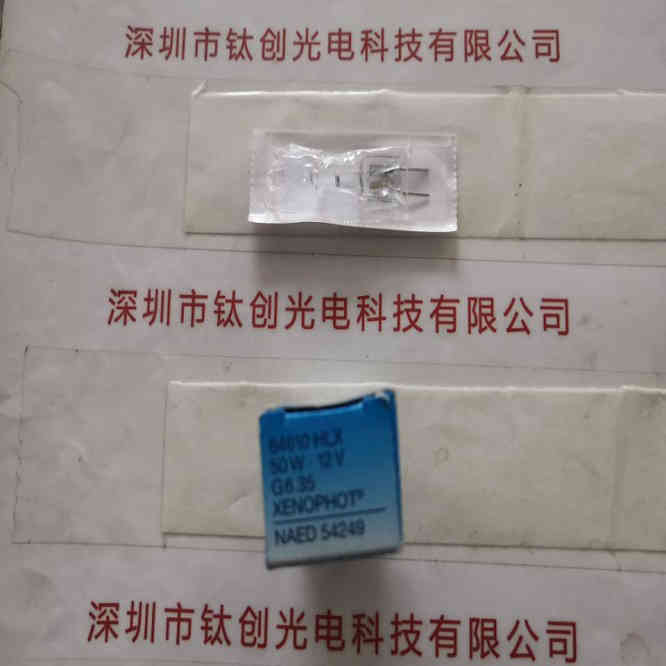 深圳市钛创光电科技有限公司
深圳市钛创光电科技有限公司
64610 HLX
50W · 12V
G6.35
XENOPHOT®
NAED 54249
深圳市钛创光电科技有限公司